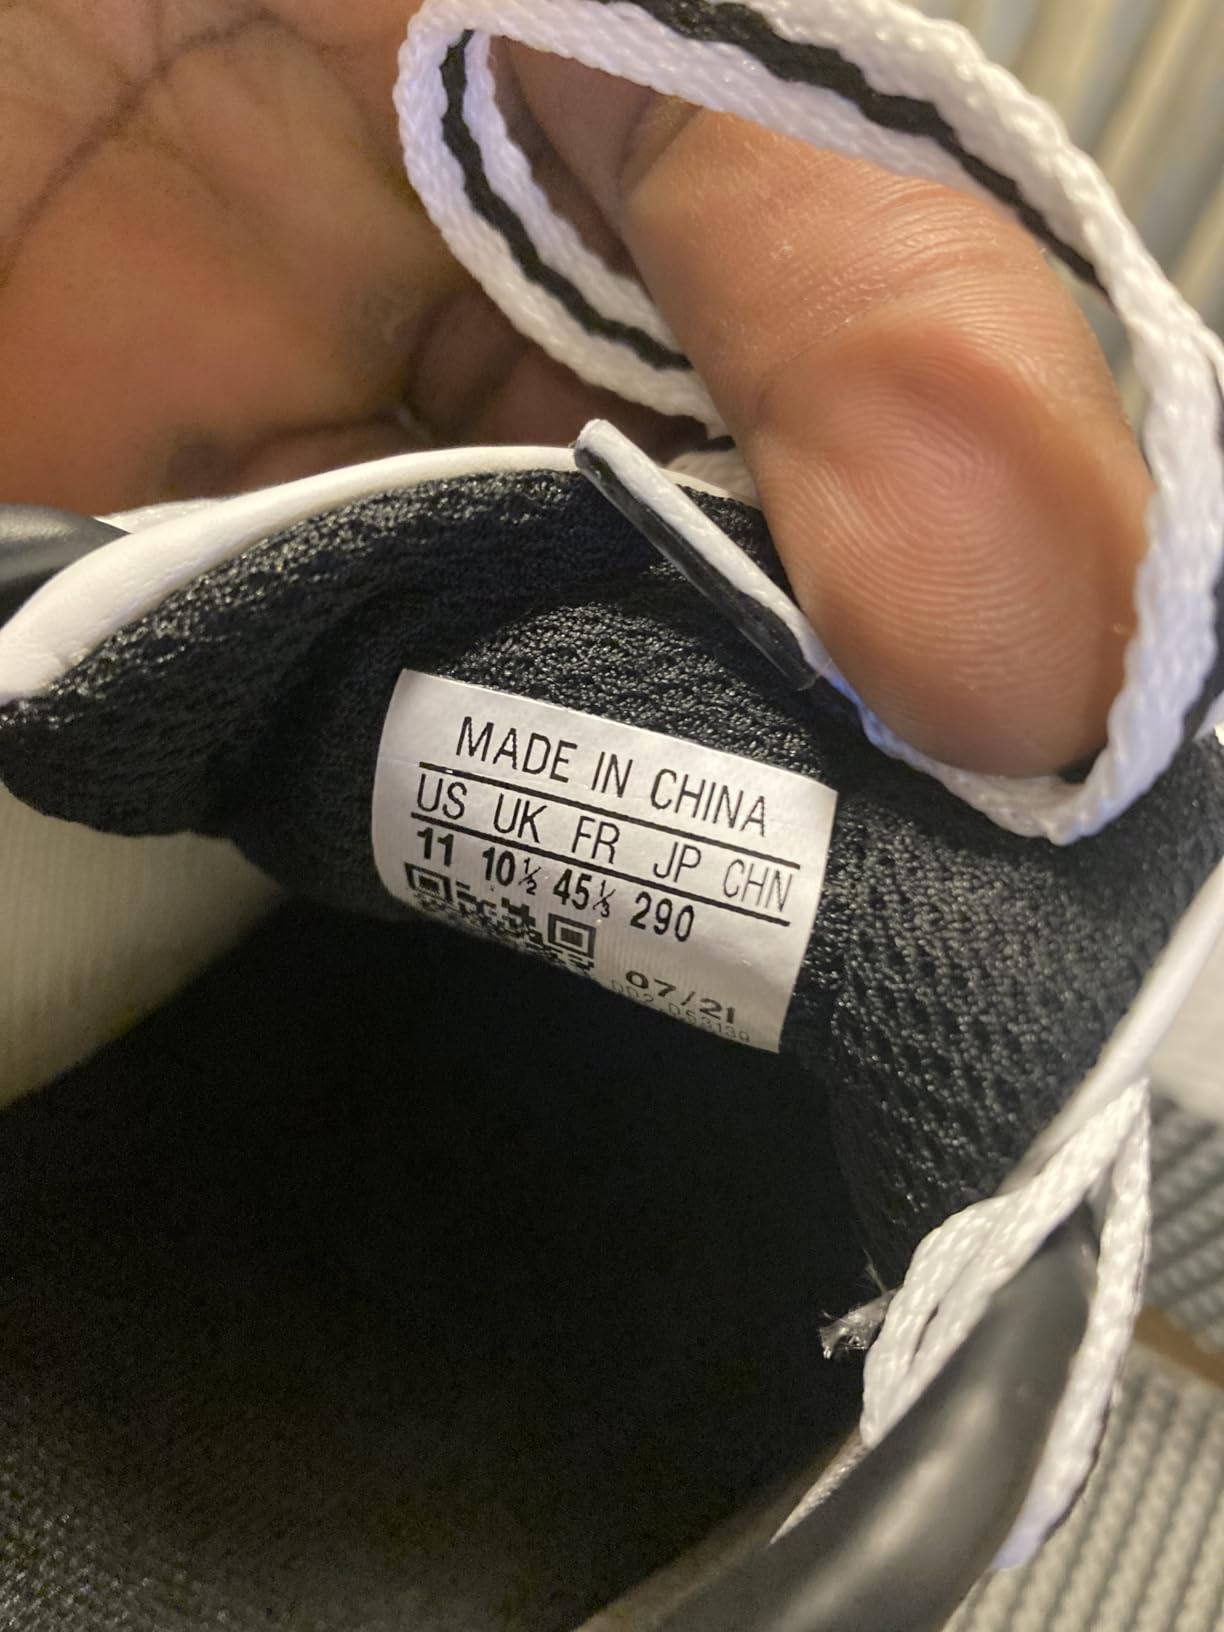 MADE IN CHINA
US UK FR JP CHN
11 10½ 45⅓ 290
07/21